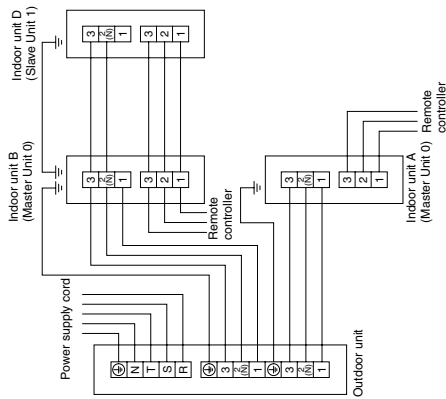 Indoor unit D
(Slave Unit 1)
3
2
(N)
1
3
2
1
Indoor unit B
(Master Unit 0)
3
2
(N)
1
3
2
1
Remote
controller
3
2
(N)
1
3
2
1
Indoor unit A
(Master Unit 0)
Remote
controller
Power supply cord
N
T
S
R
3
2
(N)
1
3
2
(N)
1
Outdoor unit